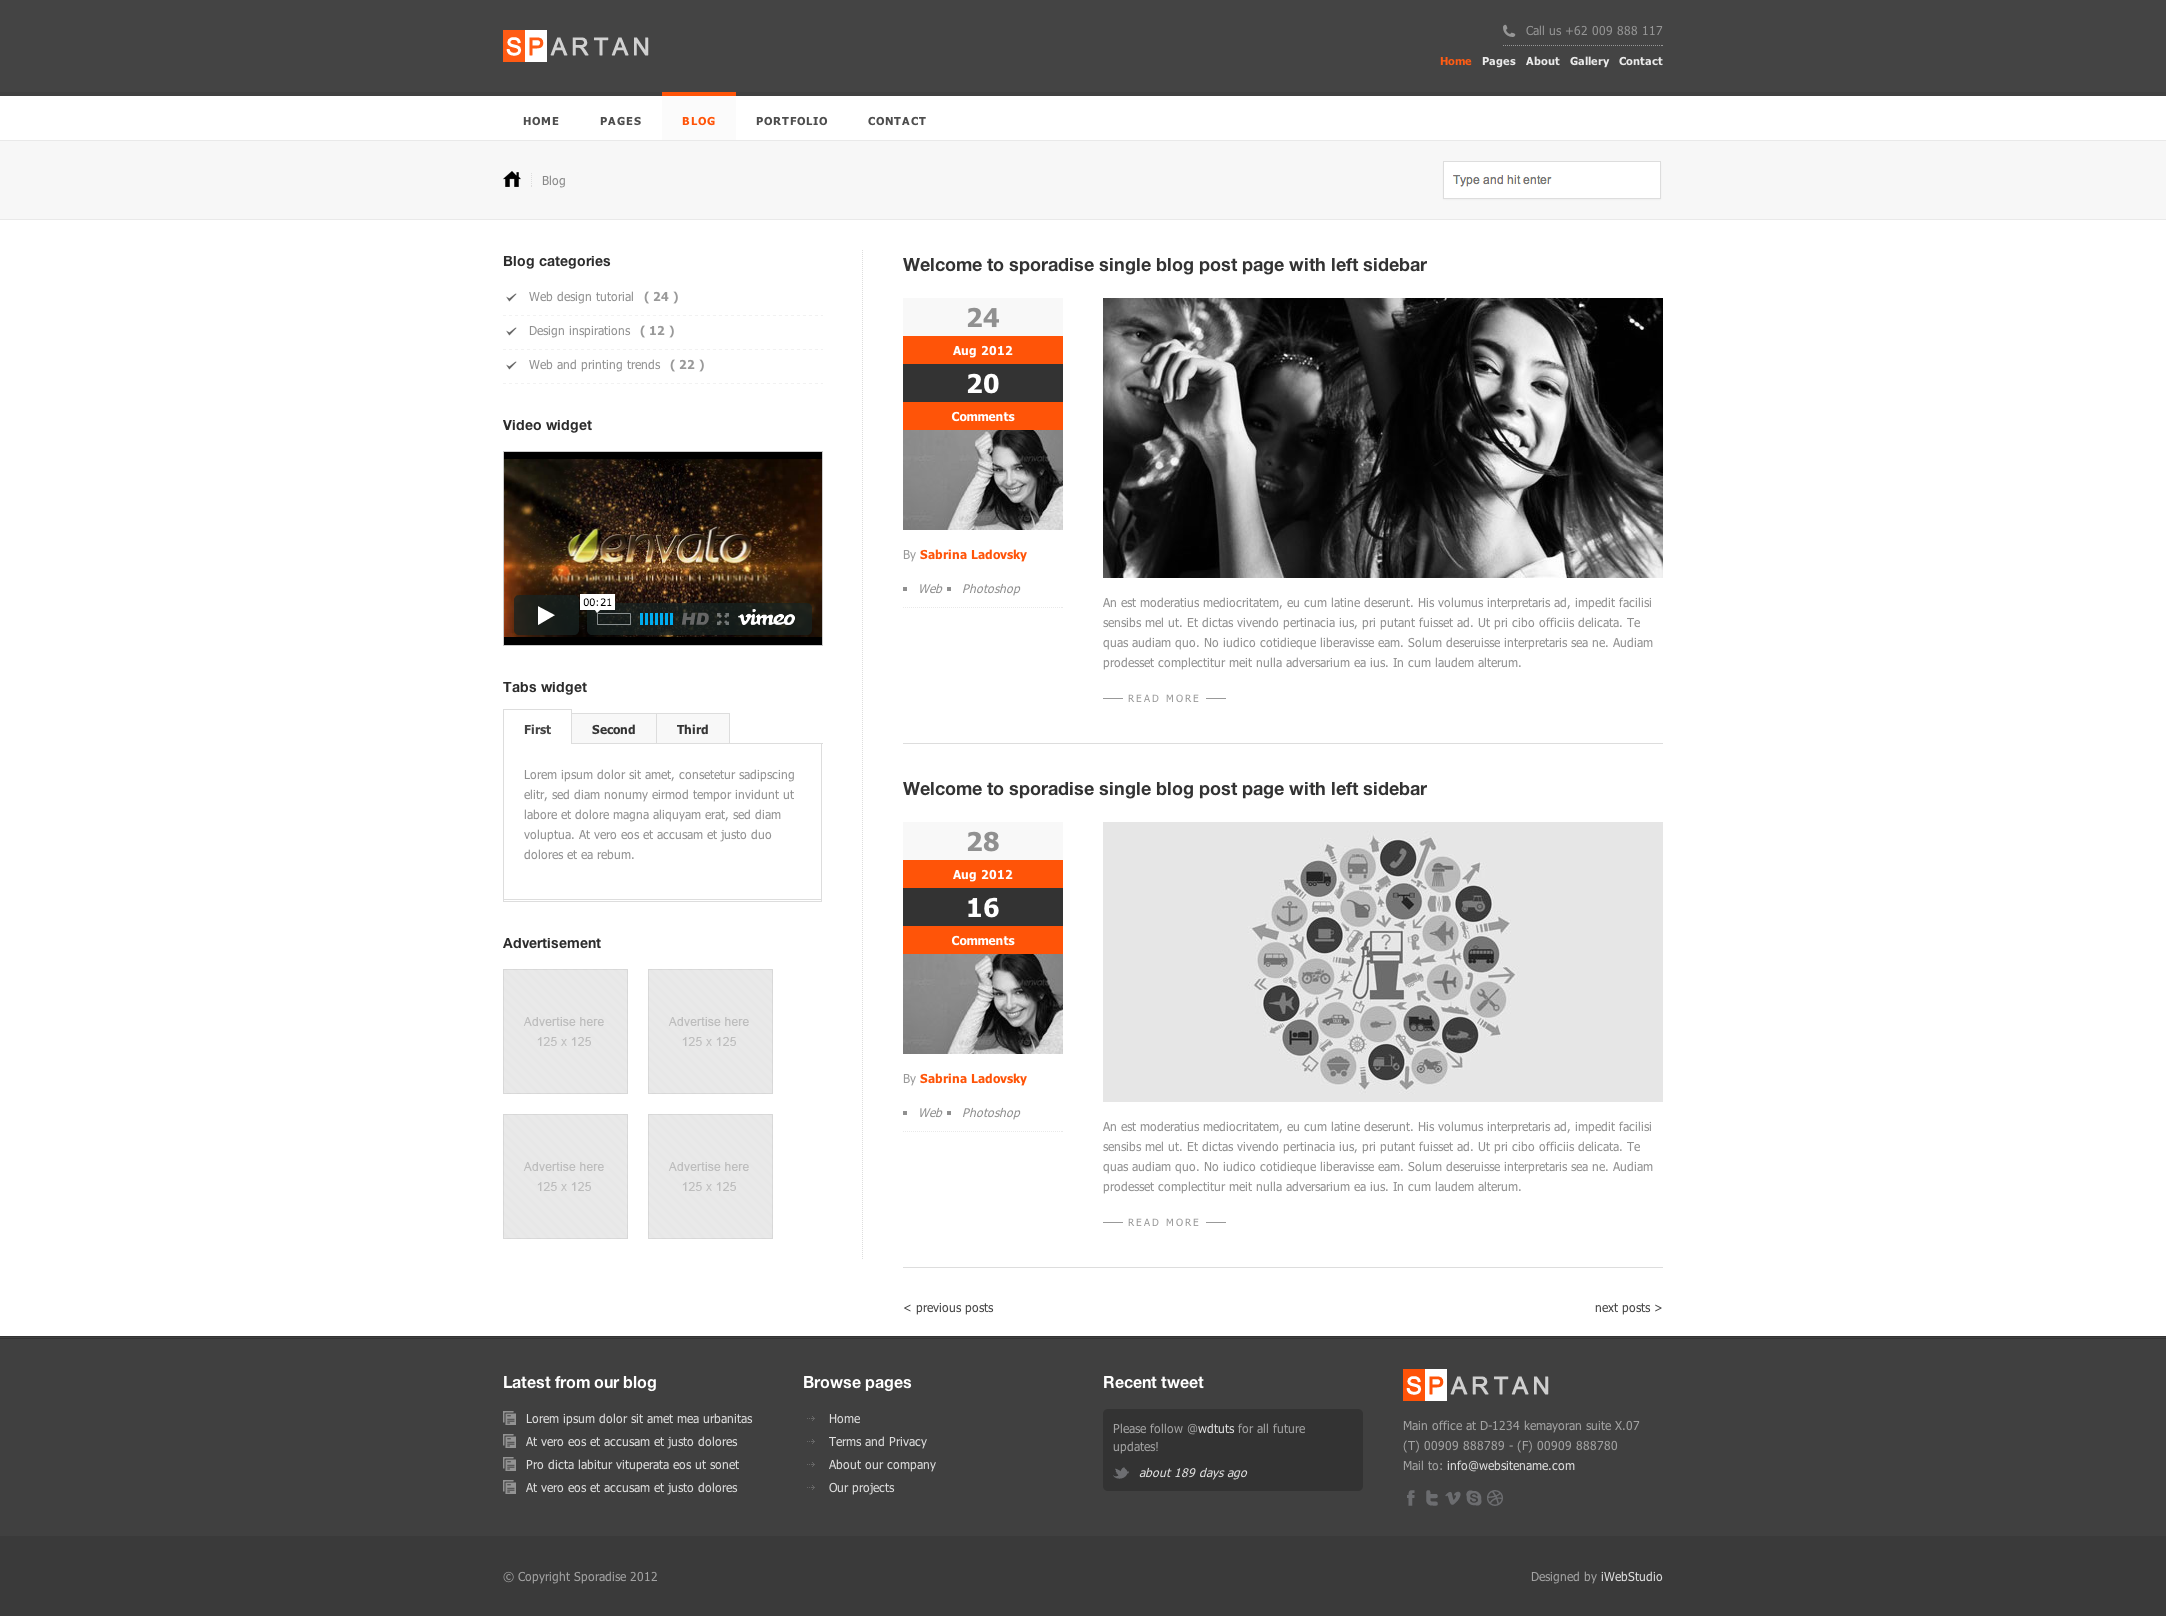 SPARTAN
Call us +62 009 888 117
Home Pages About Gallery Contact
HOME PAGES BLOG PORTFOLIO CONTACT
Blog
Type and hit enter
Blog categories
Web design tutorial ( 24 )
Design inspirations ( 12 )
Web and printing trends ( 22 )
Video widget
envato
00:21
HD vimeo
Tabs widget
First Second Third
Lorem ipsum dolor sit amet, consetetur sadipscing
elitr, sed diam nonumy eirmod tempor invidunt ut
labore et dolore magna aliquyam erat, sed diam
voluptua. At vero eos et accusam et justo duo
dolores et ea rebum.
Advertisement
Advertise here
125 x 125
Advertise here
125 x 125
Advertise here
125 x 125
Advertise here
125 x 125
Welcome to sporadise single blog post page with left sidebar
24
Aug 2012
20
Comments
By Sabrina Ladovsky
Web Photoshop
An est moderatius mediocritatem, eu cum latine deserunt. His volumus interpretaris ad, impedit facilisi
sensibs mel ut. Et dictas vivendo pertinacia ius, pri putant fuisset ad. Ut pri cibo officiis delicata. Te
quas audiam quo. No iudico cotidieque liberavisse eam. Solum deseruisse interpretaris sea ne. Audiam
prodesset complectitur meit nulla adversarium ea ius. In cum laudem alterum.
READ MORE
Welcome to sporadise single blog post page with left sidebar
28
Aug 2012
16
Comments
By Sabrina Ladovsky
Web Photoshop
?
An est moderatius mediocritatem, eu cum latine deserunt. His volumus interpretaris ad, impedit facilisi
sensibs mel ut. Et dictas vivendo pertinacia ius, pri putant fuisset ad. Ut pri cibo officiis delicata. Te
quas audiam quo. No iudico cotidieque liberavisse eam. Solum deseruisse interpretaris sea ne. Audiam
prodesset complectitur meit nulla adversarium ea ius. In cum laudem alterum.
READ MORE
< previous posts
next posts >
Latest from our blog
Lorem ipsum dolor sit amet mea urbanitas
At vero eos et accusam et justo dolores
Pro dicta labitur vituperata eos ut sonet
At vero eos et accusam et justo dolores
Browse pages
Home
Terms and Privacy
About our company
Our projects
Recent tweet
Please follow @wdtuts for all future
updates!
about 189 days ago
SPARTAN
Main office at D-1234 kemayoran suite X.07
(T) 00909 888789 - (F) 00909 888780
Mail to: info@websitename.com
© Copyright Sporadise 2012
Designed by iWebStudio